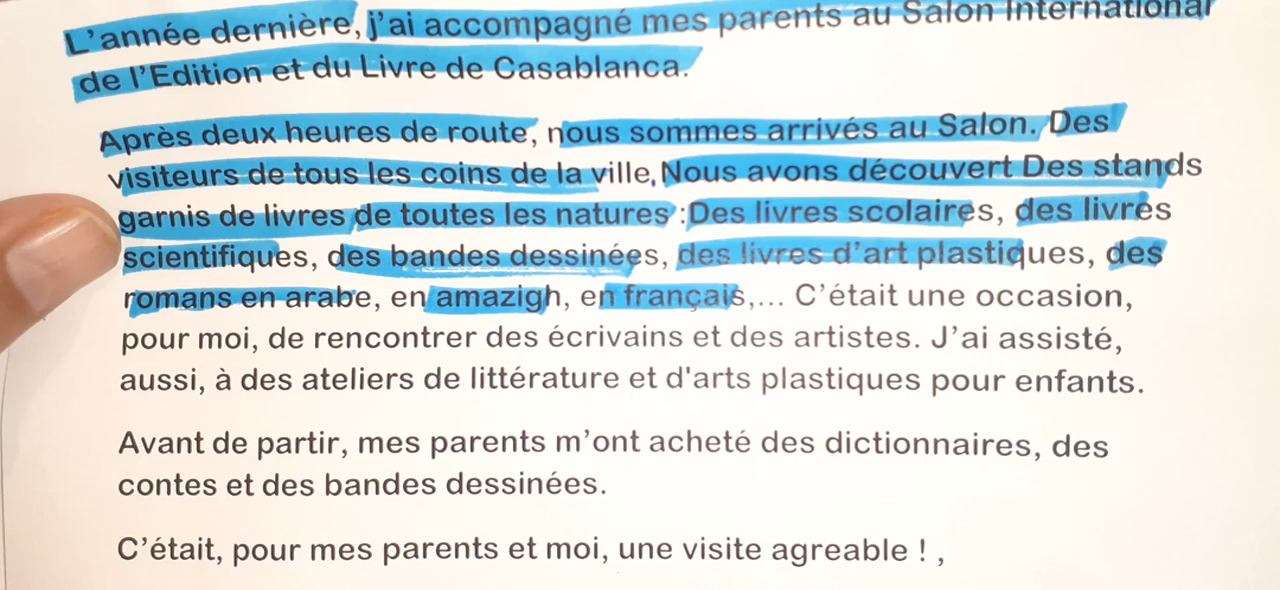 L'année dernière, j'ai accompagné mes parents au Salon International
de l'Edition et du Livre de Casablanca.
Après deux heures de route, nous sommes arrivés au Salon. Des
visiteurs de tous les coins de la ville, Nous avons découvert Des stands
garnis de livres de toutes les natures :Des livres scolaires, des livres
scientifiques, des bandes dessinées, des livres d'art plastiques, des
romans en arabe, en amazigh, en français,... C'était une occasion,
pour moi, de rencontrer des écrivains et des artistes. J'ai assisté,
aussi, à des ateliers de littérature et d'arts plastiques pour enfants.
Avant de partir, mes parents m'ont acheté des dictionnaires, des
contes et des bandes dessinées.
C'était, pour mes parents et moi, une visite agreable ! ,